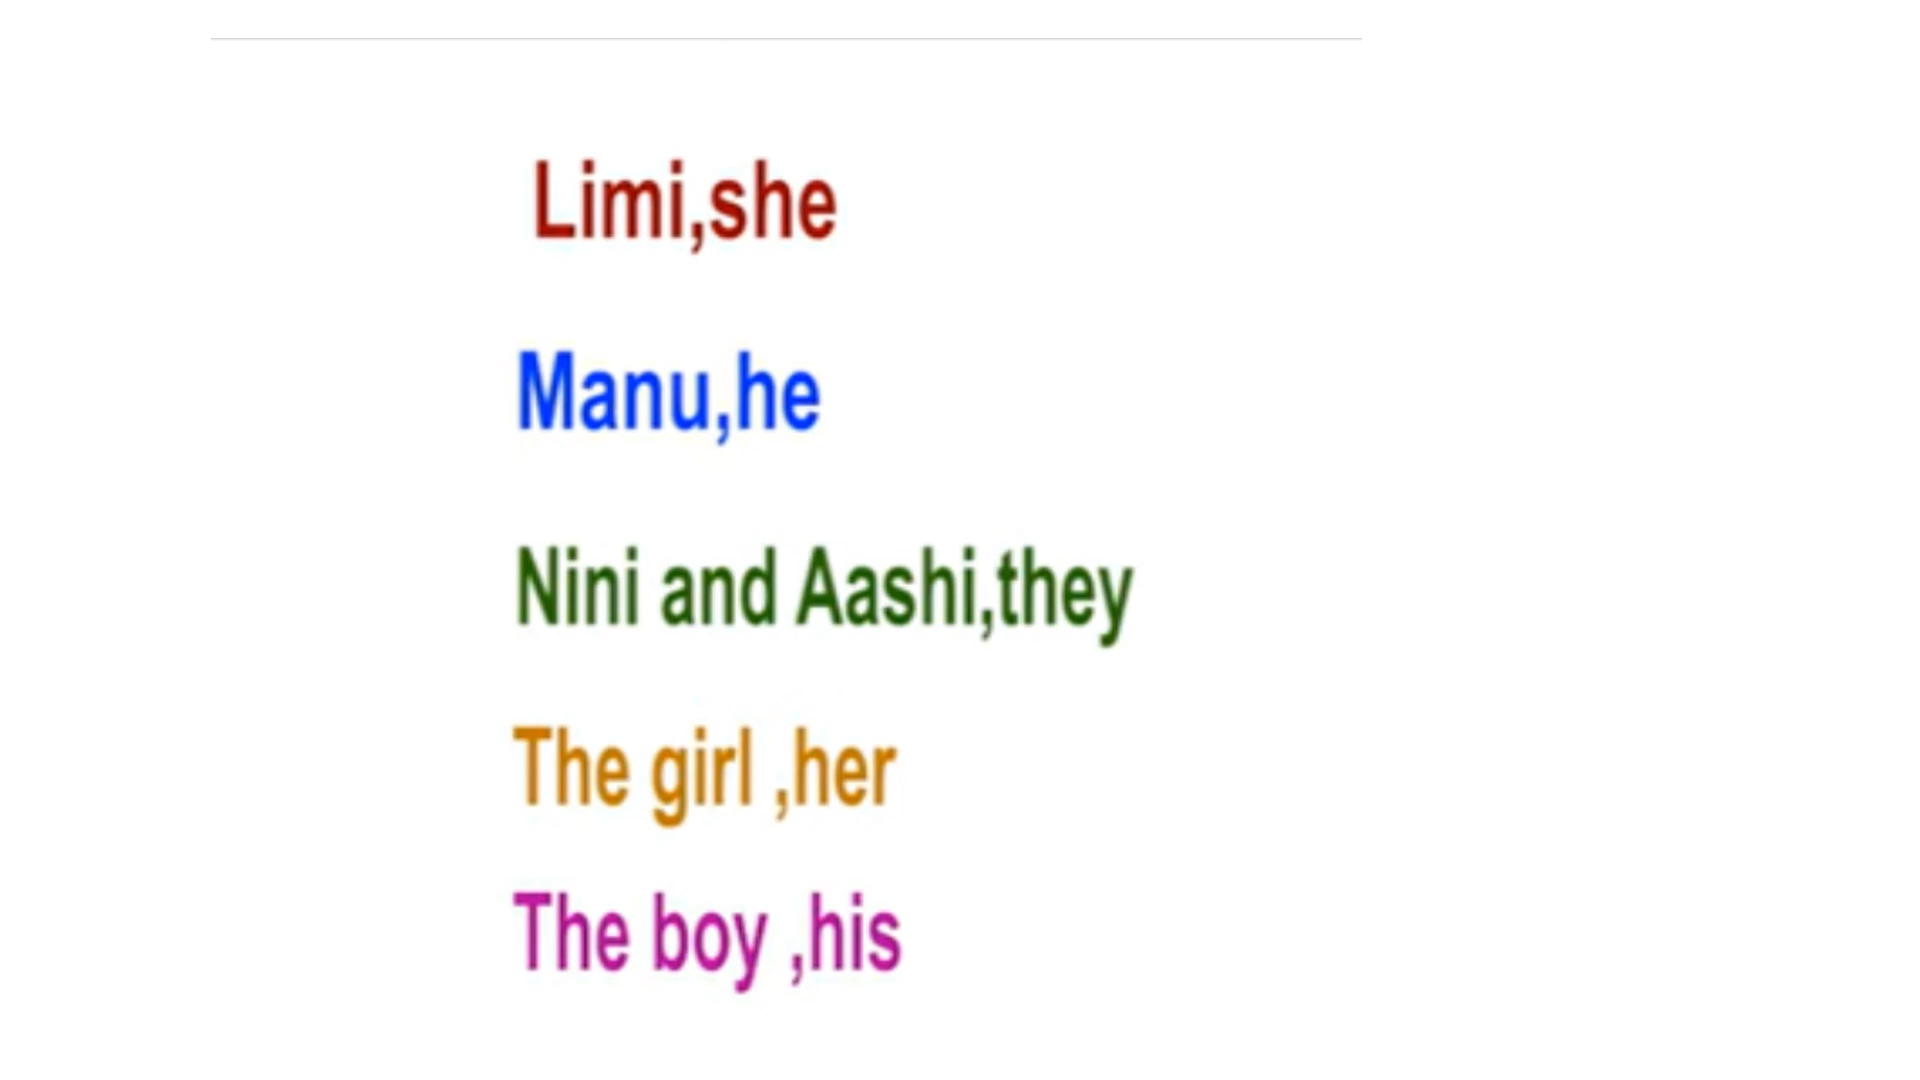 Limi,she
Manu,he
Nini and Aashi,they
The girl ,her
The boy ,his